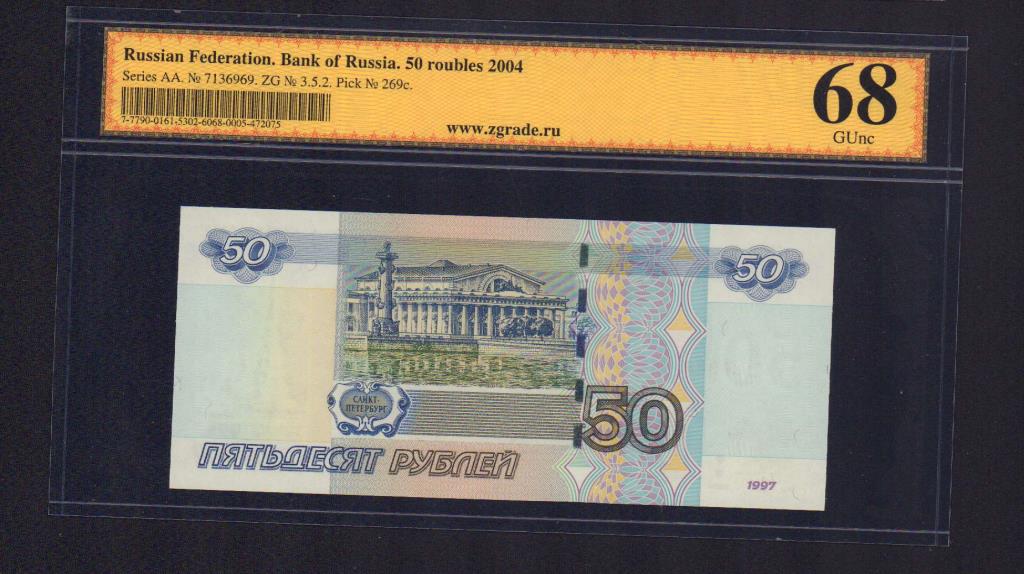 Russian Federation. Bank of Russia. 50 roubles 2004
Series AA. № 7136969. ZG № 3.5.2. Pick № 269c.
7-7790-0161-5302-6068-0005-472075
www.zgrade.ru
68
GUnc
50
50
САНКТ-
ПЕТЕРБУРГ
50
ПЯТЬДЕСЯТ РУБЛЕЙ
1997